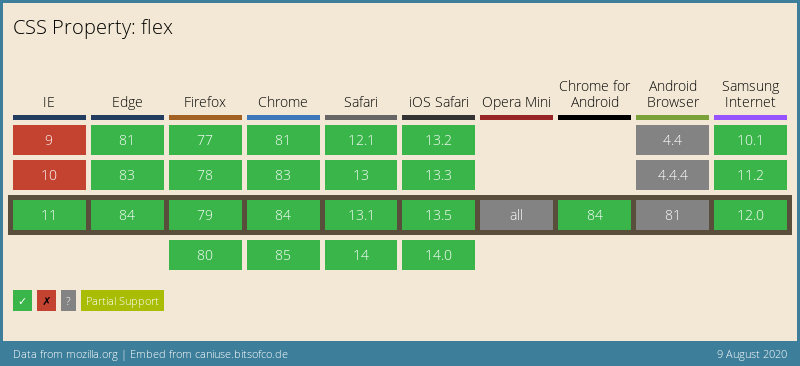 CSS Property: flex
IE Edge Firefox Chrome Safari iOS Safari Opera Mini Chrome for Android Android Browser Samsung Internet
9 81 77 81 12.1 13.2 4.4 10.1
10 83 78 83 13 13.3 4.4.4 11.2
11 84 79 84 13.1 13.5 all 84 81 12.0
80 85 14 14.0
✓ ✗ ? Partial Support
Data from mozilla.org | Embed from caniuse.bitsofco.de 9 August 2020